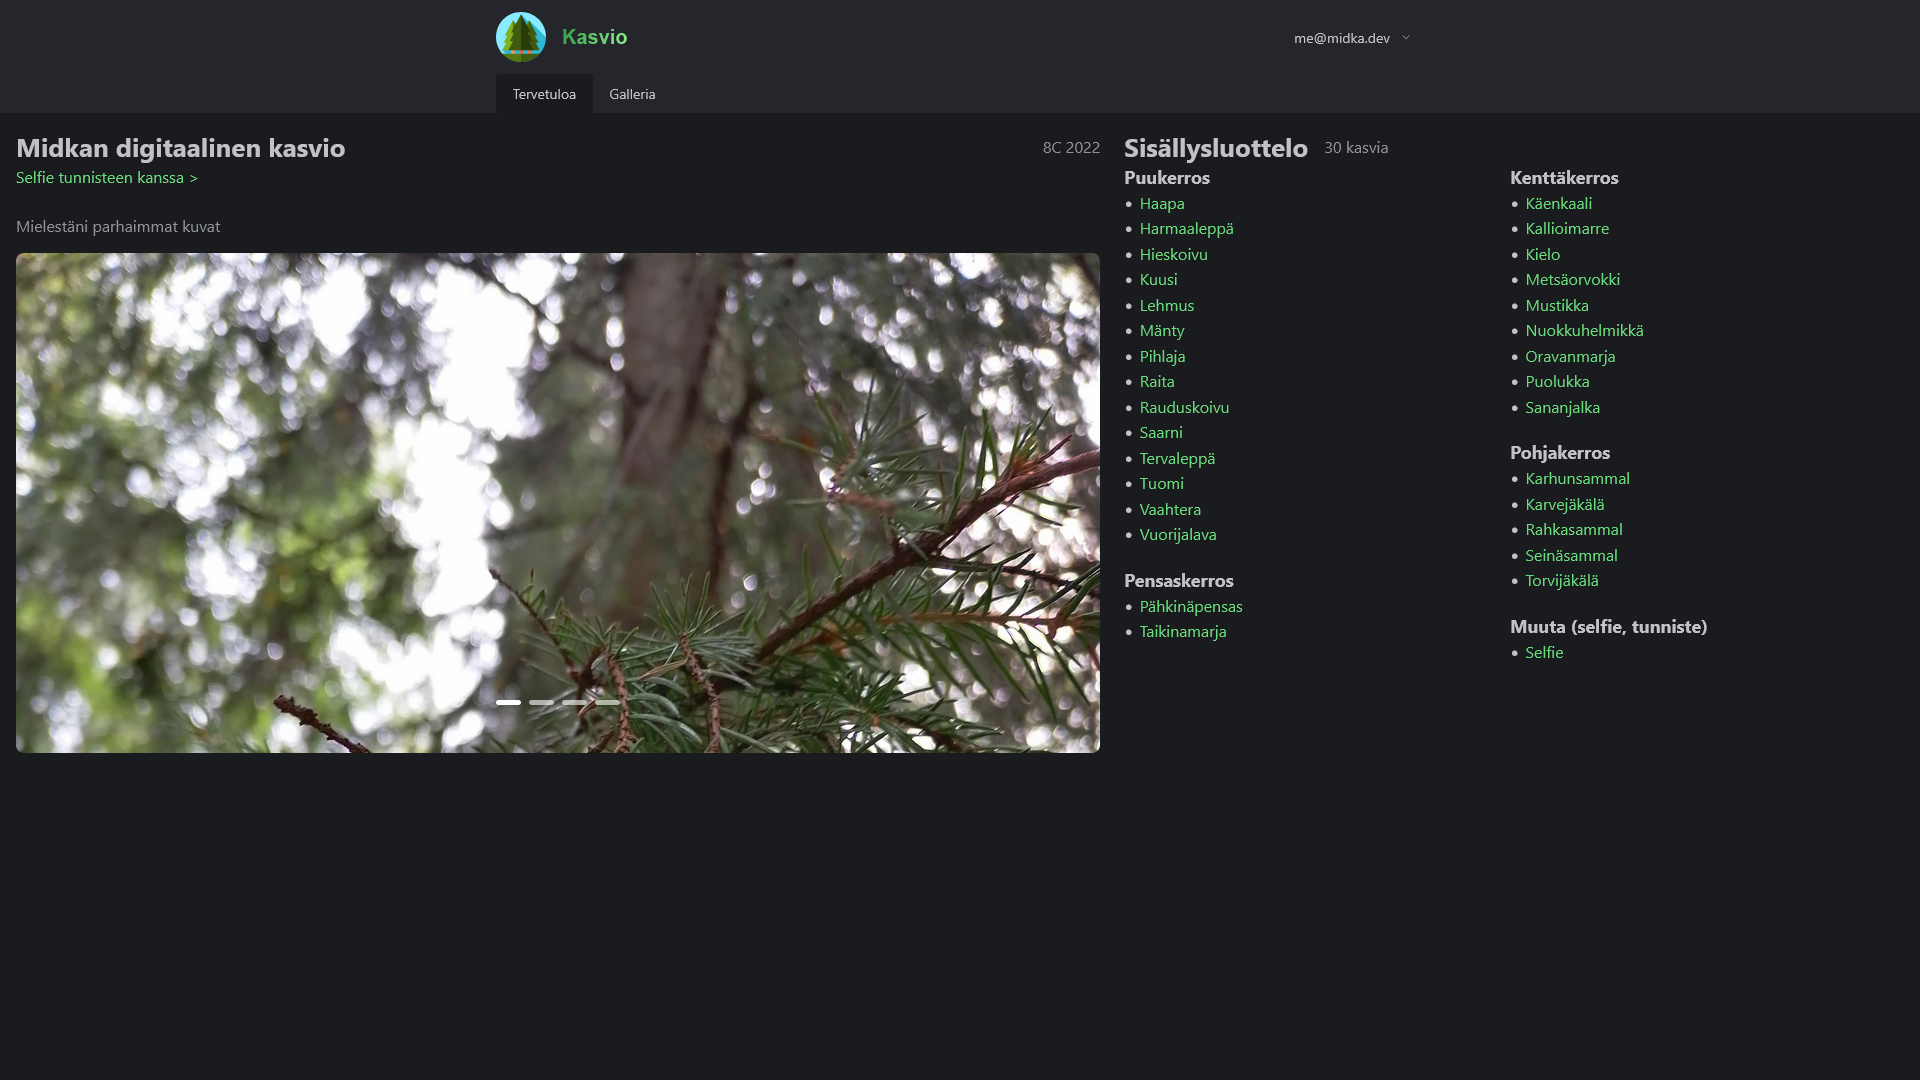 Kasvio
me@midka.dev
Tervetuloa
Galleria
Midkan digitaalinen kasvio
8C 2022
Selfie tunnisteen kanssa >
Mielestäni parhaimmat kuvat
Sisällysluottelo
30 kasvia
Puukerros
Haapa
Harmaaleppä
Hieskoivu
Kuusi
Lehmus
Mänty
Pihlaja
Raita
Rauduskoivu
Saarni
Tervaleppä
Tuomi
Vaahtera
Vuorijalava
Pensaskerros
Pähkinäpensas
Taikinamarja
Kenttäkerros
Käenkaali
Kallioimarre
Kielo
Metsäorvokki
Mustikka
Nuokkuhelmikkä
Oravanmarja
Puolukka
Sananjalka
Pohjakerros
Karhunsammal
Karvejäkälä
Rahkasammal
Seinäsammal
Torvijäkälä
Muuta (selfie, tunniste)
Selfie